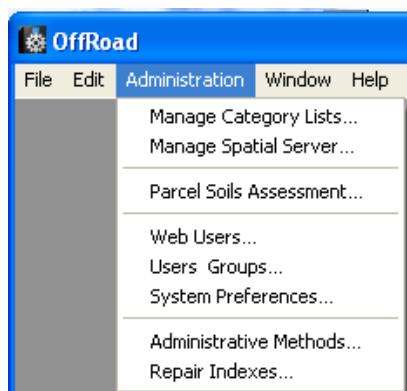 OffRoad
File Edit Administration Window Help
Manage Category Lists...
Manage Spatial Server...
Parcel Soils Assessment...
Web Users...
Users Groups...
System Preferences...
Administrative Methods...
Repair Indexes...